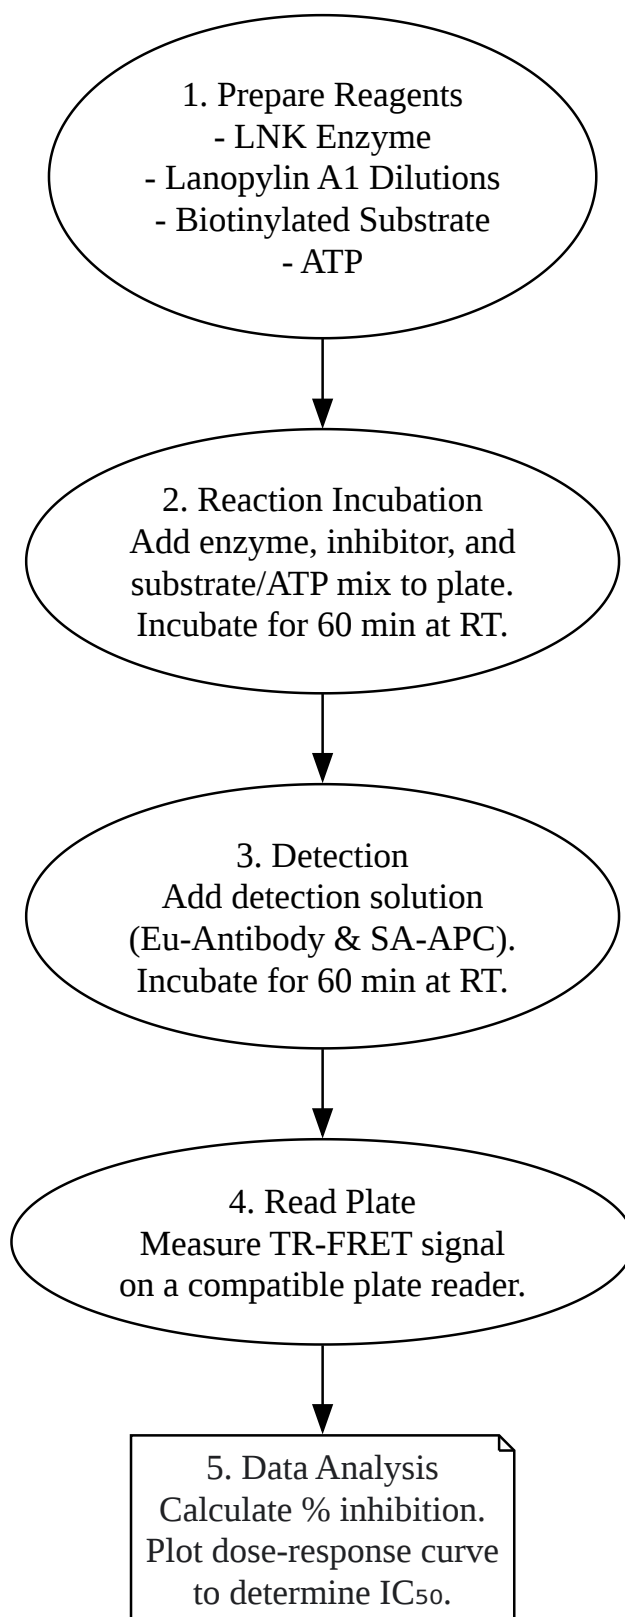 1. Prepare Reagents
- LNK Enzyme
- Lanopylin A1 Dilutions
- Biotinylated Substrate
- ATP
2. Reaction Incubation
Add enzyme, inhibitor, and
substrate/ATP mix to plate.
Incubate for 60 min at RT.
3. Detection
Add detection solution
(Eu-Antibody & SA-APC).
Incubate for 60 min at RT.
4. Read Plate
Measure TR-FRET signal
on a compatible plate reader.
5. Data Analysis
Calculate % inhibition.
Plot dose-response curve
to determine IC₅₀.